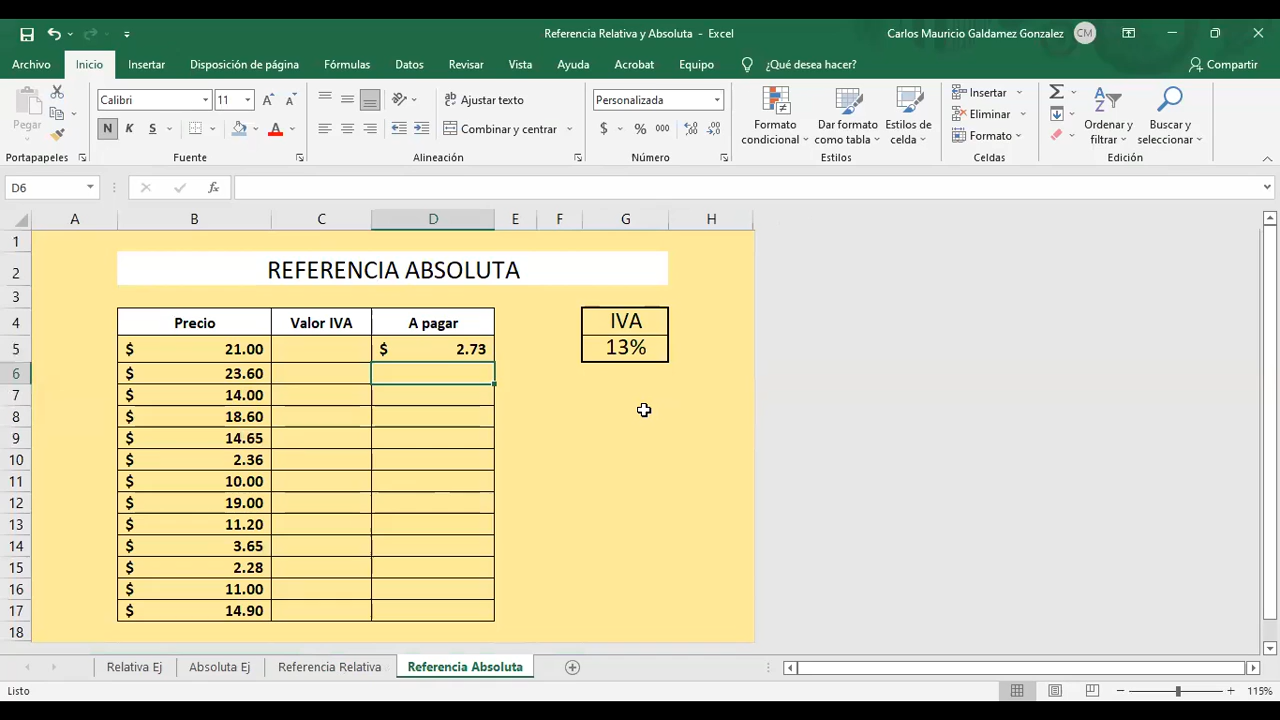 Referencia Relativa y Absoluta - Excel
Carlos Mauricio Galdamez Gonzalez CM
Archivo Inicio Insertar Disposición de página Fórmulas Datos Revisar Vista Ayuda Acrobat Equipo ¿Qué desea hacer? Compartir
Pegar
Calibri 11
N K S
Ajustar texto
Combinar y centrar
Personalizada
$ % 000
Formato condicional
Dar formato como tabla
Estilos de celda
Insertar
Eliminar
Formato
Ordenar y filtrar
Buscar y seleccionar
Portapapeles Fuente Alineación Número Estilos Celdas Edición
D6 fx
A B C D E F G H
1
2 REFERENCIA ABSOLUTA
3
4 Precio Valor IVA A pagar IVA
5 $ 21.00 $ 2.73 13%
6 $ 23.60
7 $ 14.00
8 $ 18.60
9 $ 14.65
10 $ 2.36
11 $ 10.00
12 $ 19.00
13 $ 11.20
14 $ 3.65
15 $ 2.28
16 $ 11.00
17 $ 14.90
18
Relativa Ej Absoluta Ej Referencia Relativa Referencia Absoluta
Listo 115%